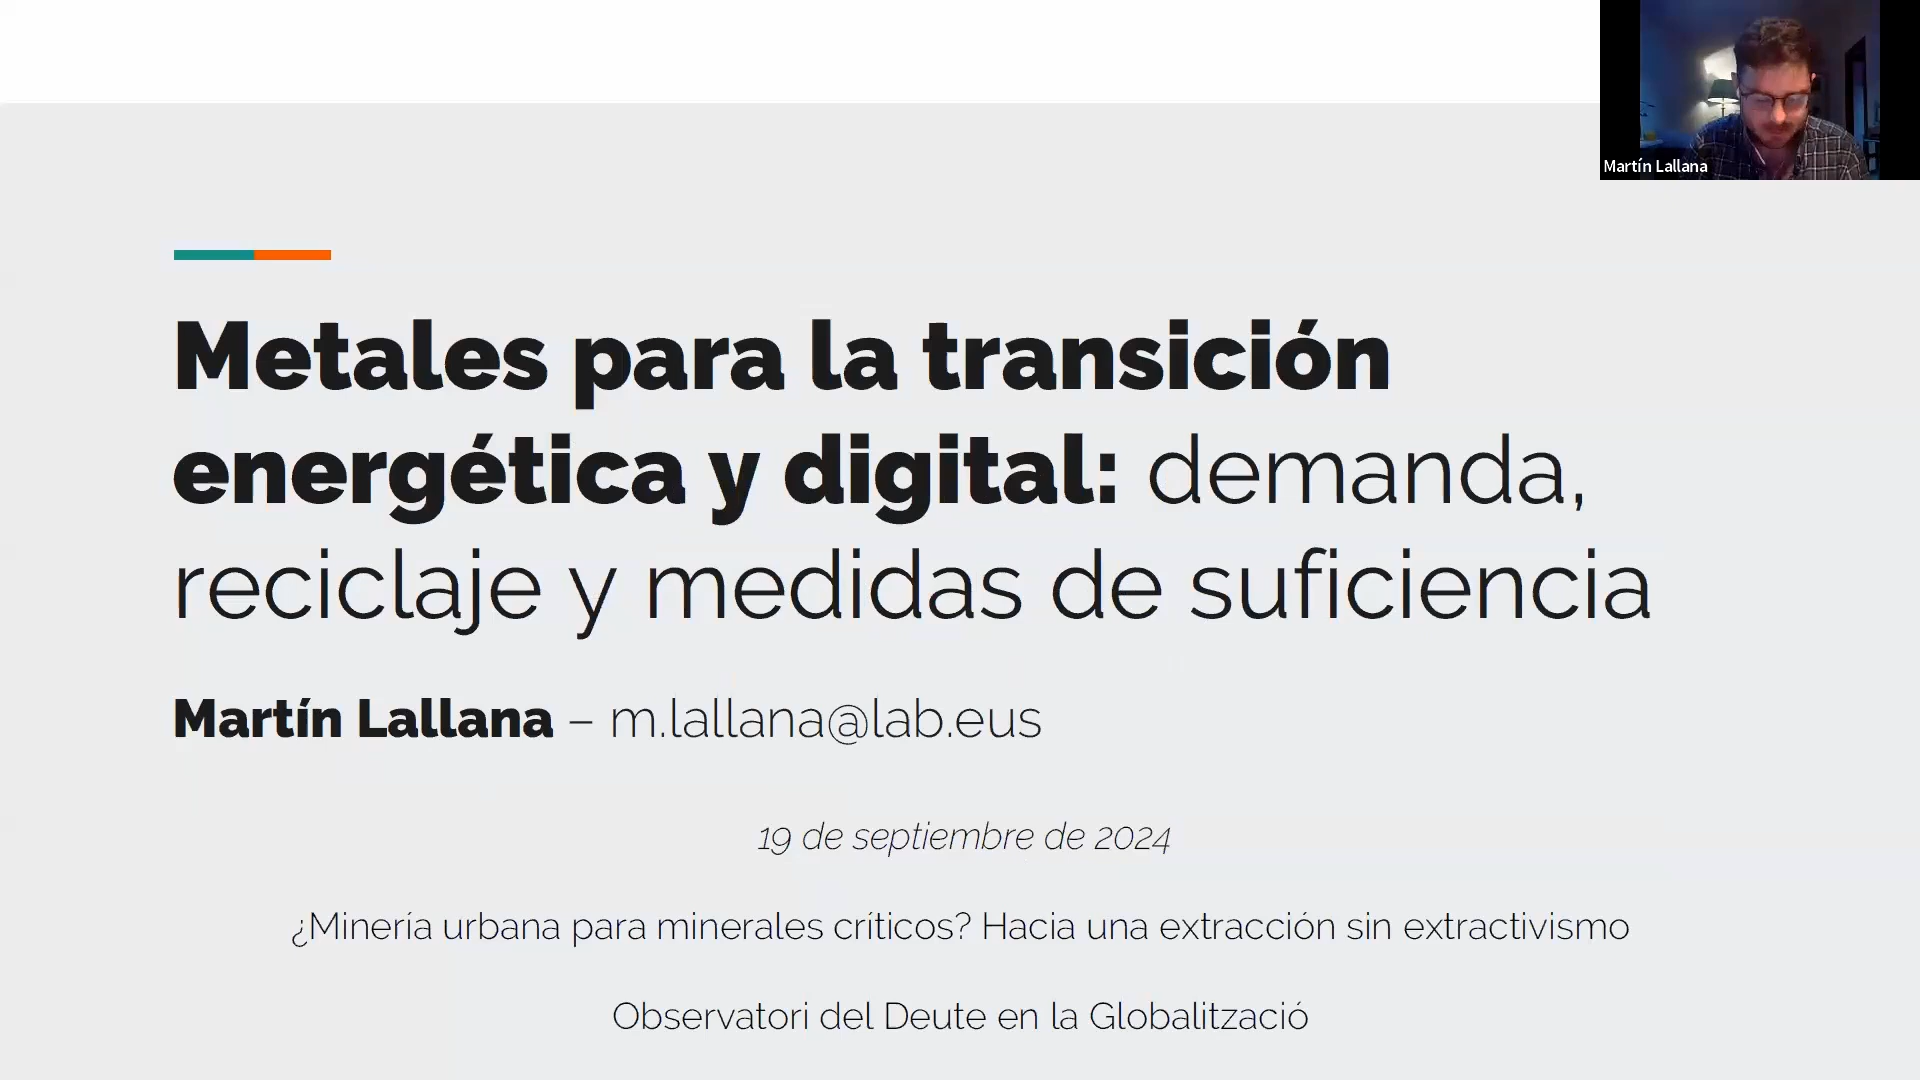 Martín Lallana
Metales para la transición
energética y digital: demanda,
reciclaje y medidas de suficiencia
Martín Lallana – m.lallana@lab.eus
19 de septiembre de 2024
¿Minería urbana para minerales críticos? Hacia una extracción sin extractivismo
Observatori del Deute en la Globalització